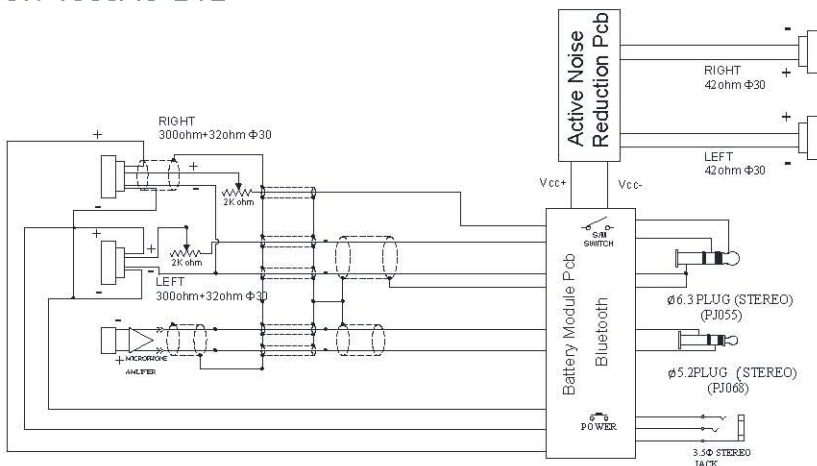 Active Noise
Reduction Pcb
-
RIGHT
42ohm Φ30
+
+
LEFT
42ohm Φ30
-
Vcc+
Vcc-
RIGHT
300ohm+32ohm Φ30
+
+
-
-
2K ohm
+
+
-
-
2K ohm
LEFT
300ohm+32ohm Φ30
-
+
MICROPHONE
Battery Module Pcb
Bluetooth
S/M
SWITCH
POWER
ø6.3 PLUG (STEREO)
(PJ055)
ø5.2PLUG (STEREO)
(PJ068)
3.5Φ STEREO
JACK